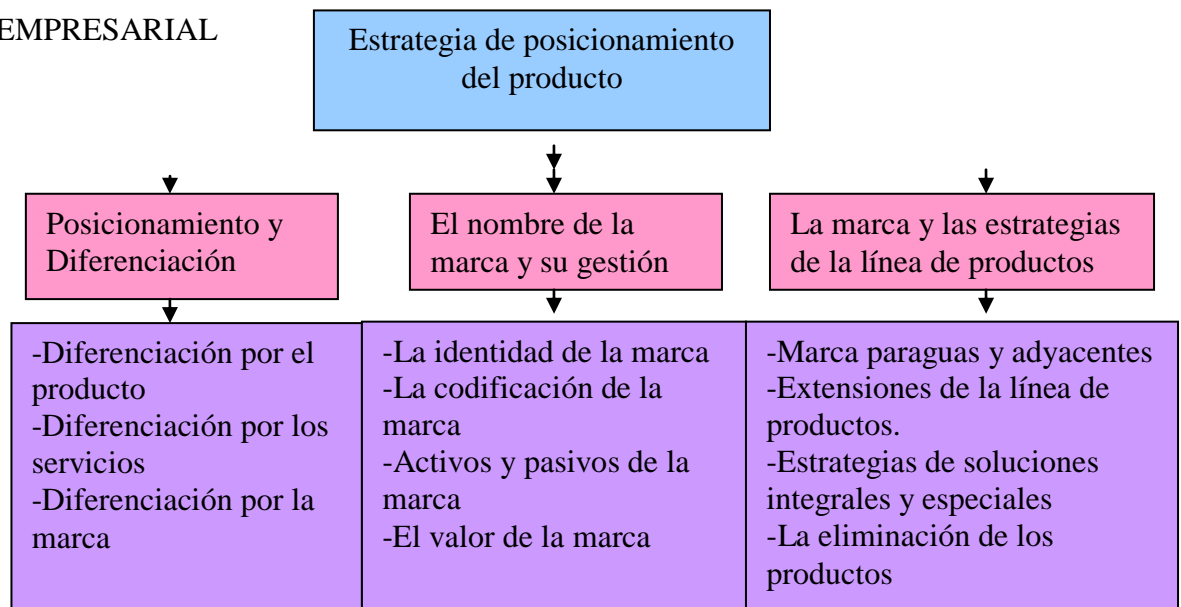 EMPRESARIAL
Estrategia de posicionamiento
del producto
Posicionamiento y
Diferenciación
El nombre de la
marca y su gestión
La marca y las estrategias
de la línea de productos
-Diferenciación por el
producto
-Diferenciación por los
servicios
-Diferenciación por la
marca
-La identidad de la marca
-La codificación de la
marca
-Activos y pasivos de la
marca
-El valor de la marca
-Marca paraguas y adyacentes
-Extensiones de la línea de
productos.
-Estrategias de soluciones
integrales y especiales
-La eliminación de los
productos